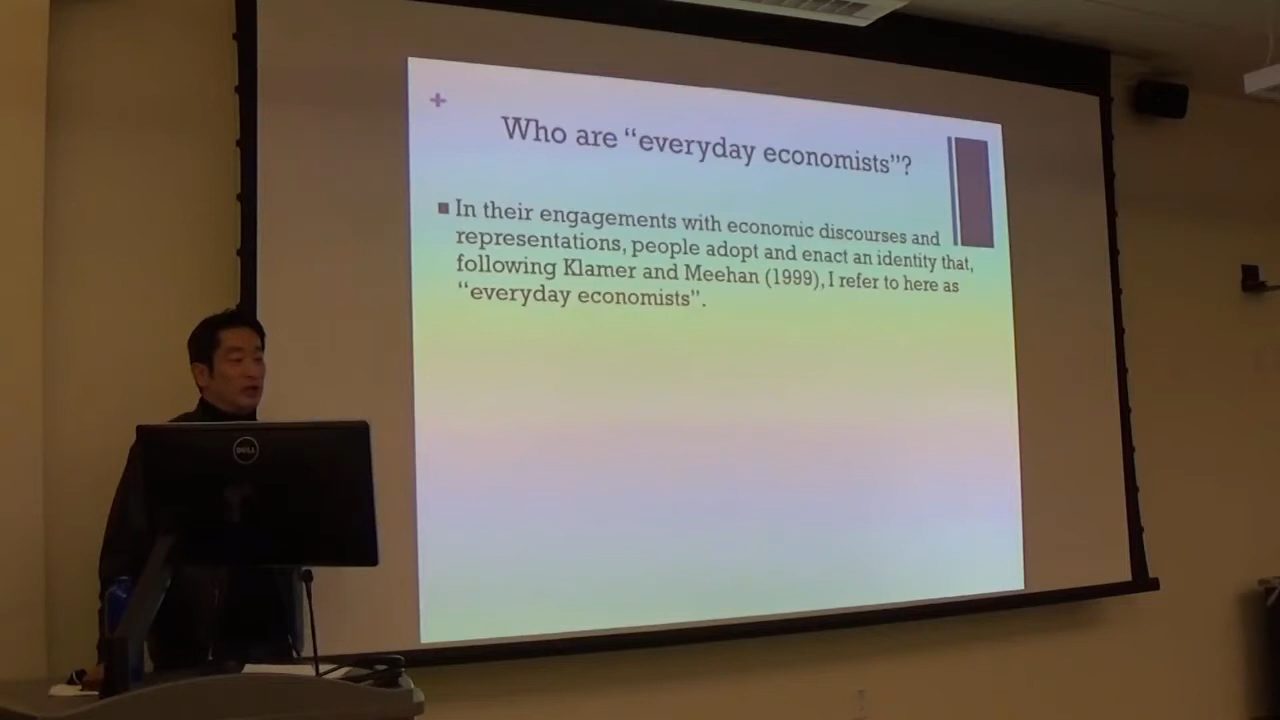 +
Who are “everyday economists”?
■ In their engagements with economic discourses and
representations, people adopt and enact an identity that,
following Klamer and Meehan (1999), I refer to here as
“everyday economists”.
DELL